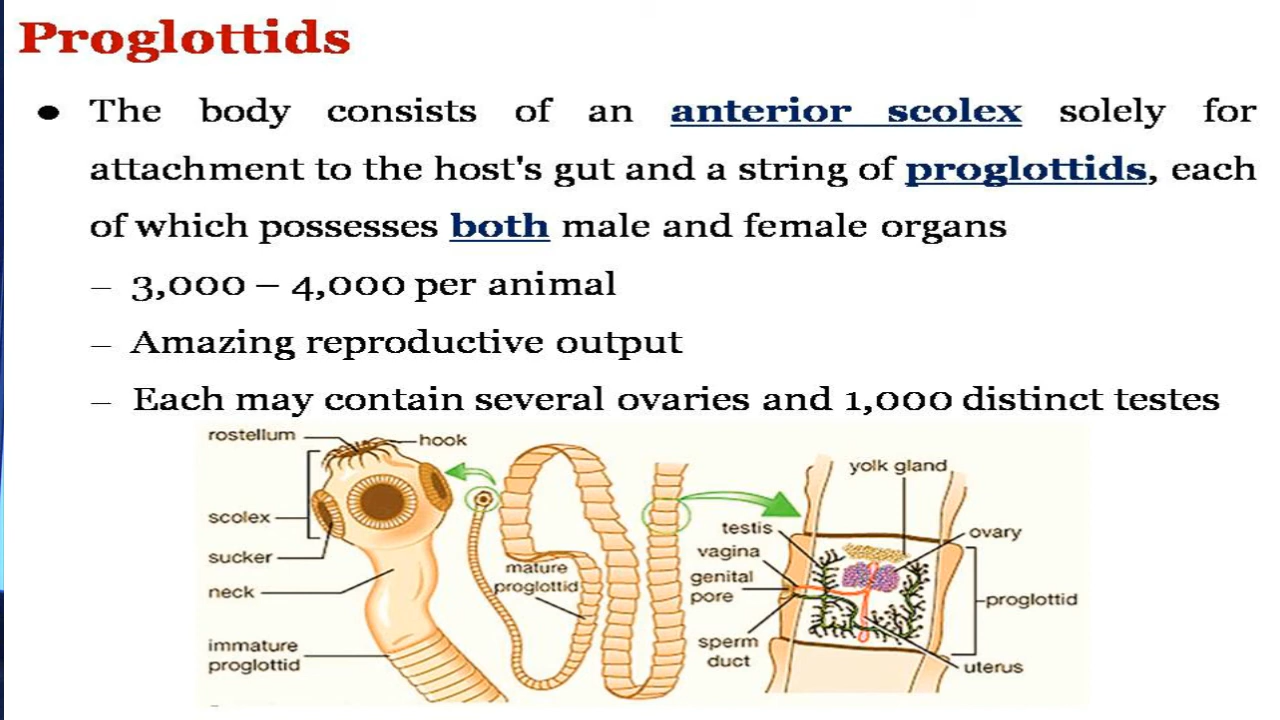 Proglottids
● The body consists of an anterior scolex solely for
attachment to the host's gut and a string of proglottids, each
of which possesses both male and female organs
– 3,000 – 4,000 per animal
– Amazing reproductive output
– Each may contain several ovaries and 1,000 distinct testes
rostellum
hook
scolex
sucker
neck
immature
proglottid
mature
proglottid
yolk gland
testis
ovary
vagina
genital
pore
proglottid
sperm
duct
uterus